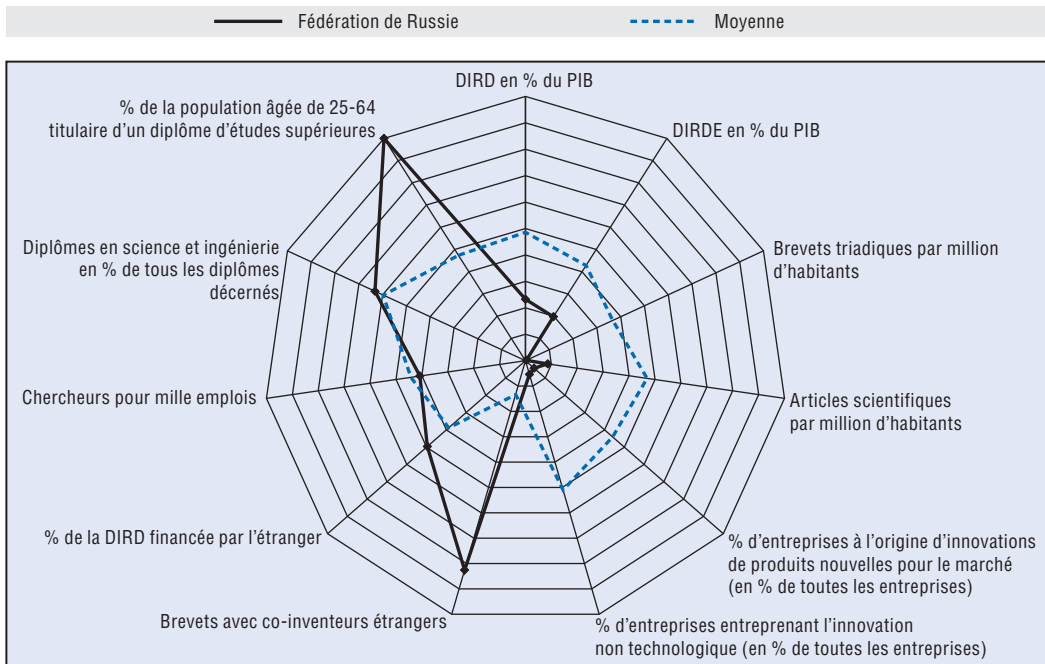 Fédération de Russie
Moyenne
DIRD en % du PIB
% de la population âgée de 25-64
titulaire d'un diplôme d'études supérieures
DIRDE en % du PIB
Diplômes en science et ingénierie
en % de tous les diplômes
décernés
Brevets triadiques par million
d'habitants
Chercheurs pour mille emplois
Articles scientifiques
par million d'habitants
% de la DIRD financée par l'étranger
% d'entreprises à l'origine d'innovations
de produits nouvelles pour le marché
(en % de toutes les entreprises)
Brevets avec co-inventeurs étrangers
% d'entreprises entreprenant l'innovation
non technologique (en % de toutes les entreprises)